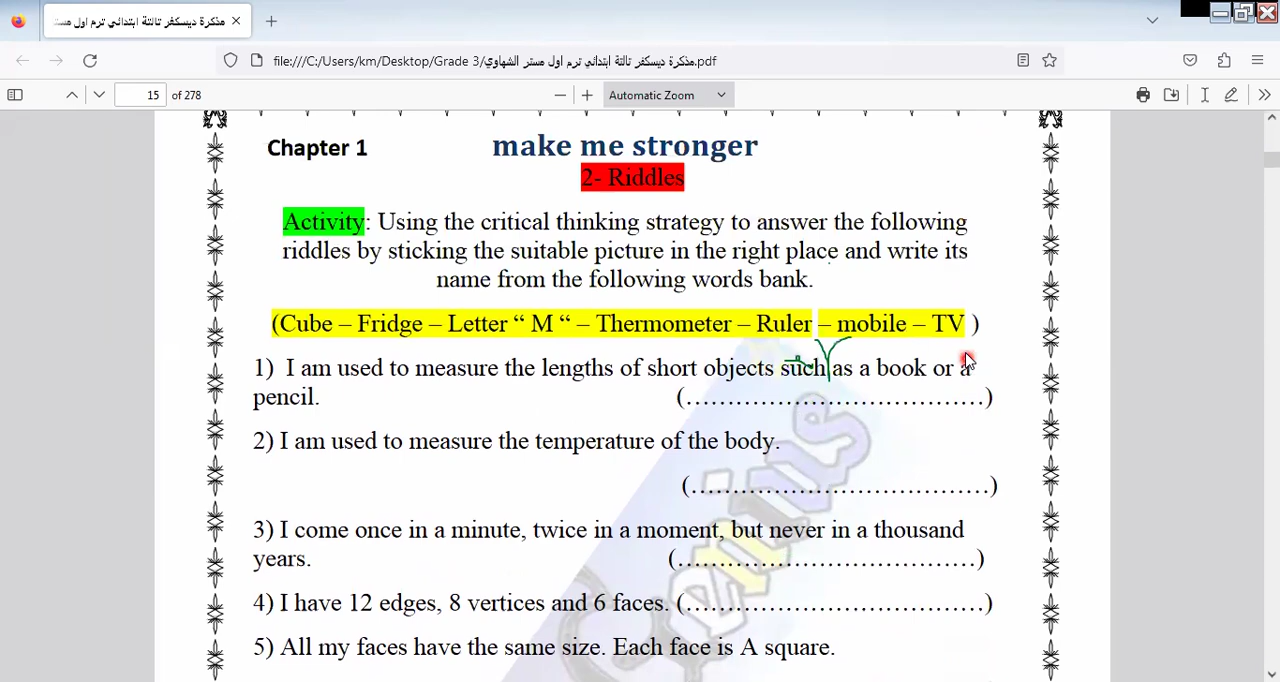 مذكرة ديسكفر تالتة ابتدائي ترم اول مستر
file:///C:/Users/km/Desktop/Grade 3/مذكرة ديسكفر تالتة ابتدائي ترم اول مستر الشهاوي.pdf
15 of 278
Automatic Zoom
Chapter 1 make me stronger
2- Riddles
Activity: Using the critical thinking strategy to answer the following
riddles by sticking the suitable picture in the right place and write its
name from the following words bank.
(Cube – Fridge – Letter “ M “ – Thermometer – Ruler – mobile – TV )
1) I am used to measure the lengths of short objects such as a book or a
pencil. (……………………………)
2) I am used to measure the temperature of the body.
(……………………………)
3) I come once in a minute, twice in a moment, but never in a thousand
years. (……………………………)
4) I have 12 edges, 8 vertices and 6 faces. (……………………………)
5) All my faces have the same size. Each face is A square.
Genius